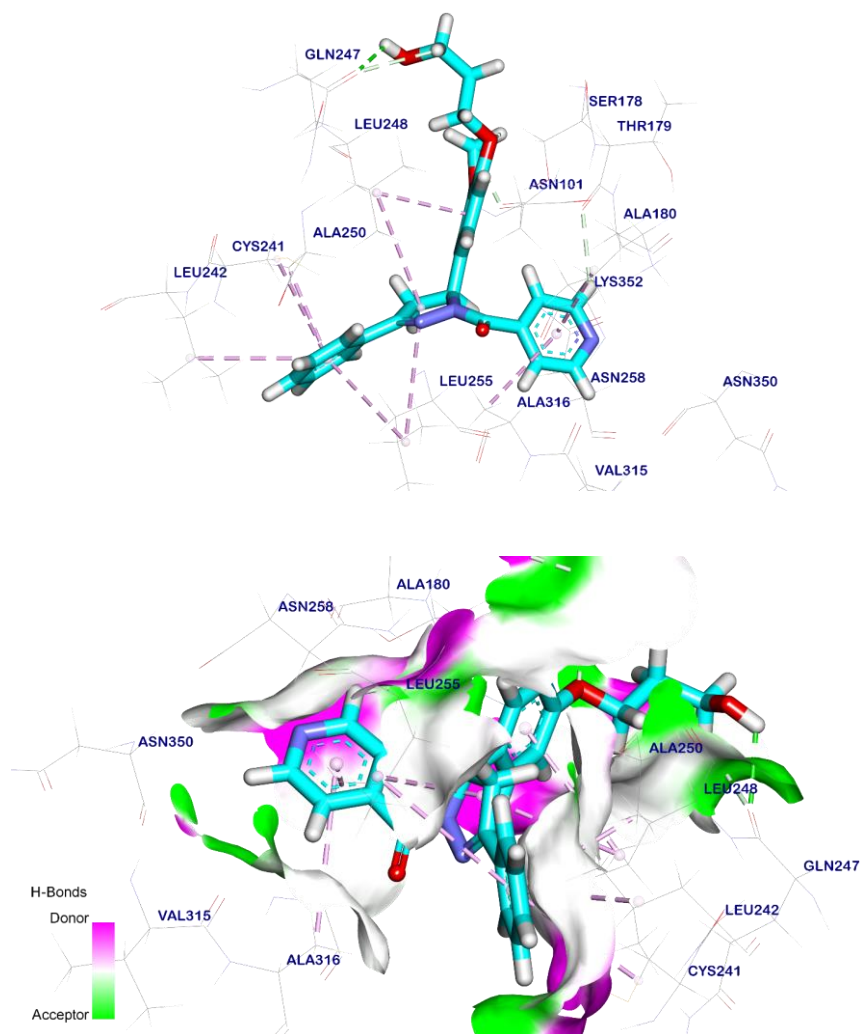 GLN247
SER178
LEU248
THR179
ASN101
ALA250
ALA180
CYS241
LEU242
LYS352
LEU255
ASN258
ALA316
ASN350
VAL315
ALA180
ASN258
LEU255
ASN350
ALA250
LEU248
GLN247
H-Bonds
Donor
VAL315
LEU242
ALA316
CYS241
Acceptor